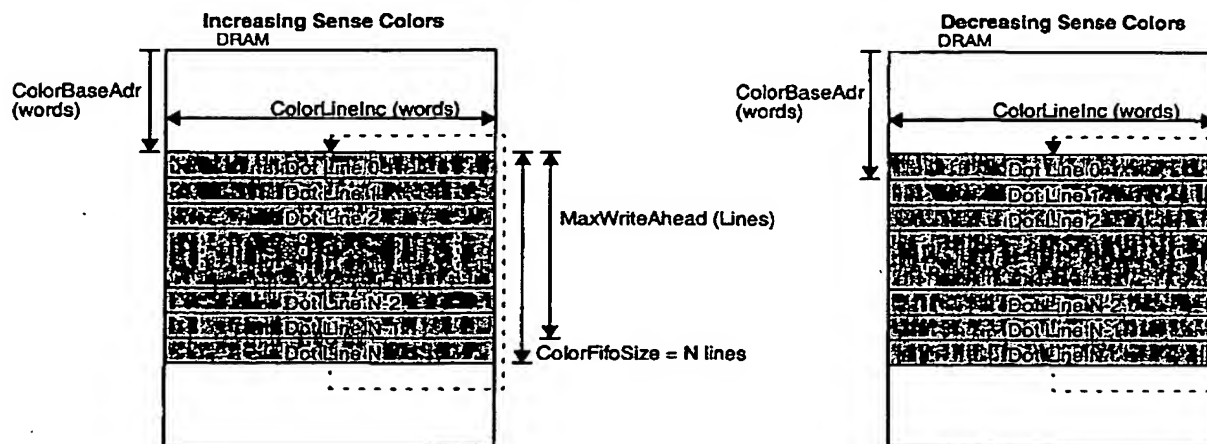 Increasing Sense Colors
DRAM
ColorBaseAdr
(words)
ColorLineInc (words)
Dot Line 0
Dot Line 1
Dot Line 2
Dot Line N-2
Dot Line N-1
Dot Line N
MaxWriteAhead (Lines)
ColorFifoSize = N lines
Decreasing Sense Colors
DRAM
ColorBaseAdr
(words)
ColorLineInc (words)
Dot Line 0
Dot Line 1
Dot Line 2
Dot Line N-2
Dot Line N-1
Dot Line N